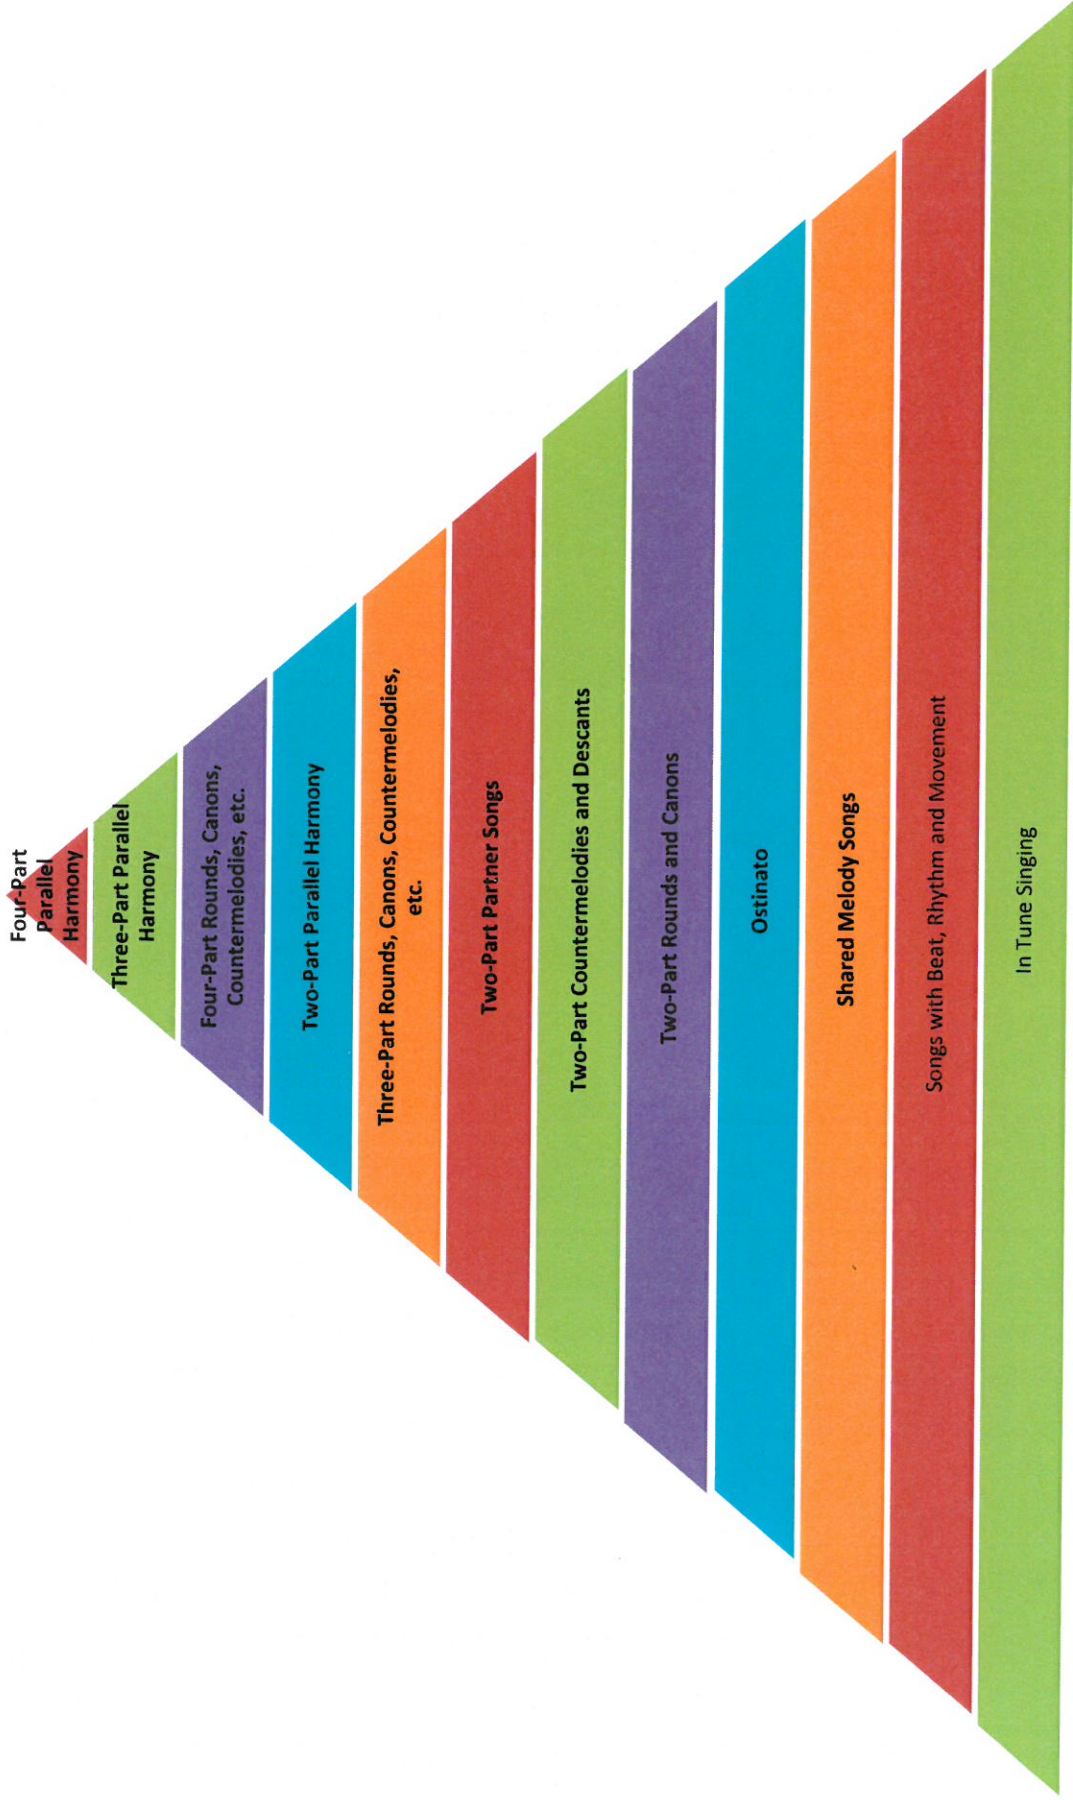 Four-Part
Parallel
Harmony
Three-Part Parallel
Harmony
Four-Part Rounds, Canons,
Countermelodies, etc.
Two-Part Parallel Harmony
Three-Part Rounds, Canons, Countermelodies,
etc.
Two-Part Partner Songs
Two-Part Countermelodies and Descants
Two-Part Rounds and Canons
Ostinato
Shared Melody Songs
Songs with Beat, Rhythm and Movement
In Tune Singing